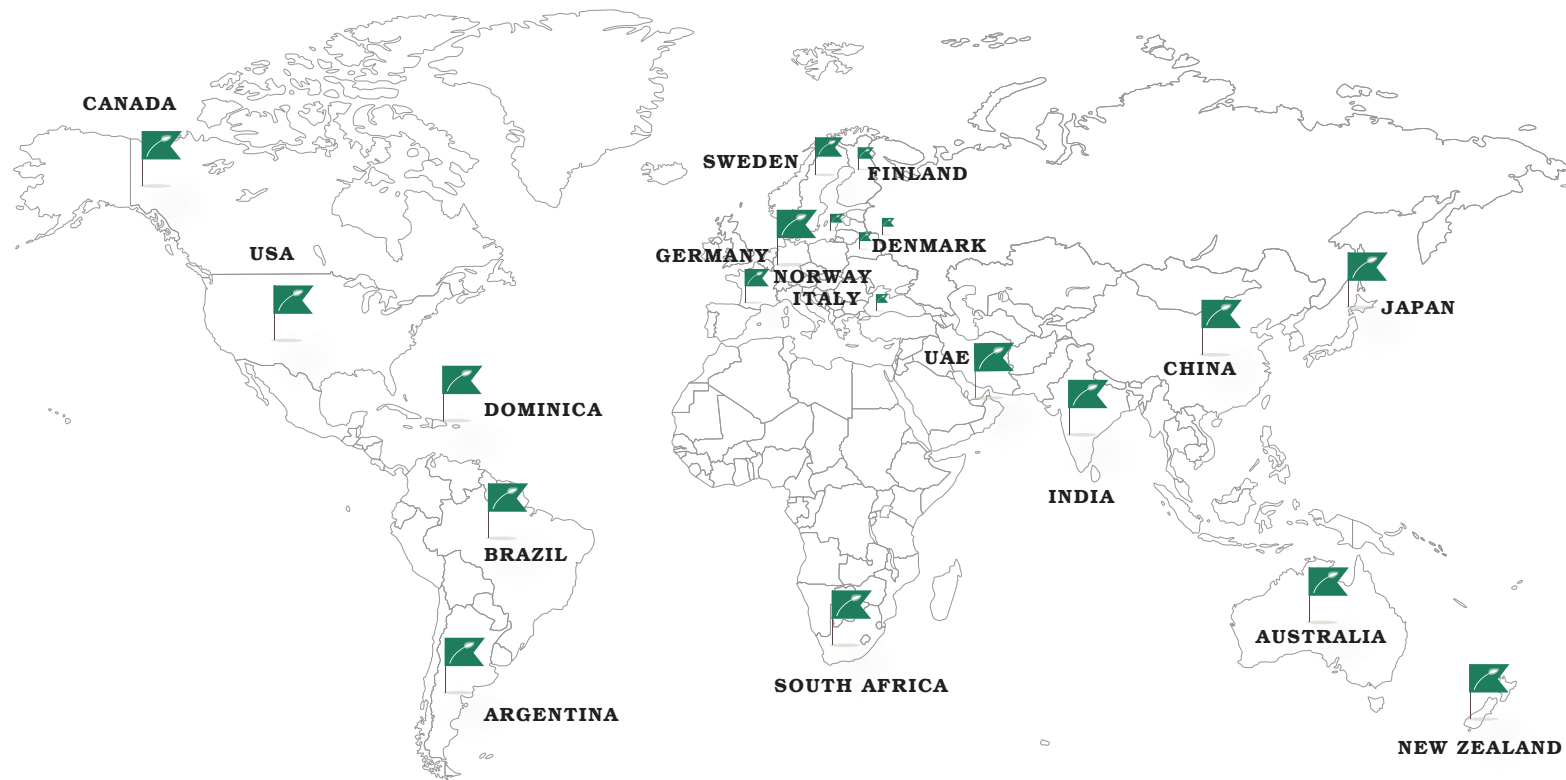 CANADA
SWEDEN
FINLAND
USA
GERMANY
DENMARK
NORWAY
ITALY
JAPAN
UAE
CHINA
DOMINICA
INDIA
BRAZIL
AUSTRALIA
SOUTH AFRICA
ARGENTINA
NEW ZEALAND